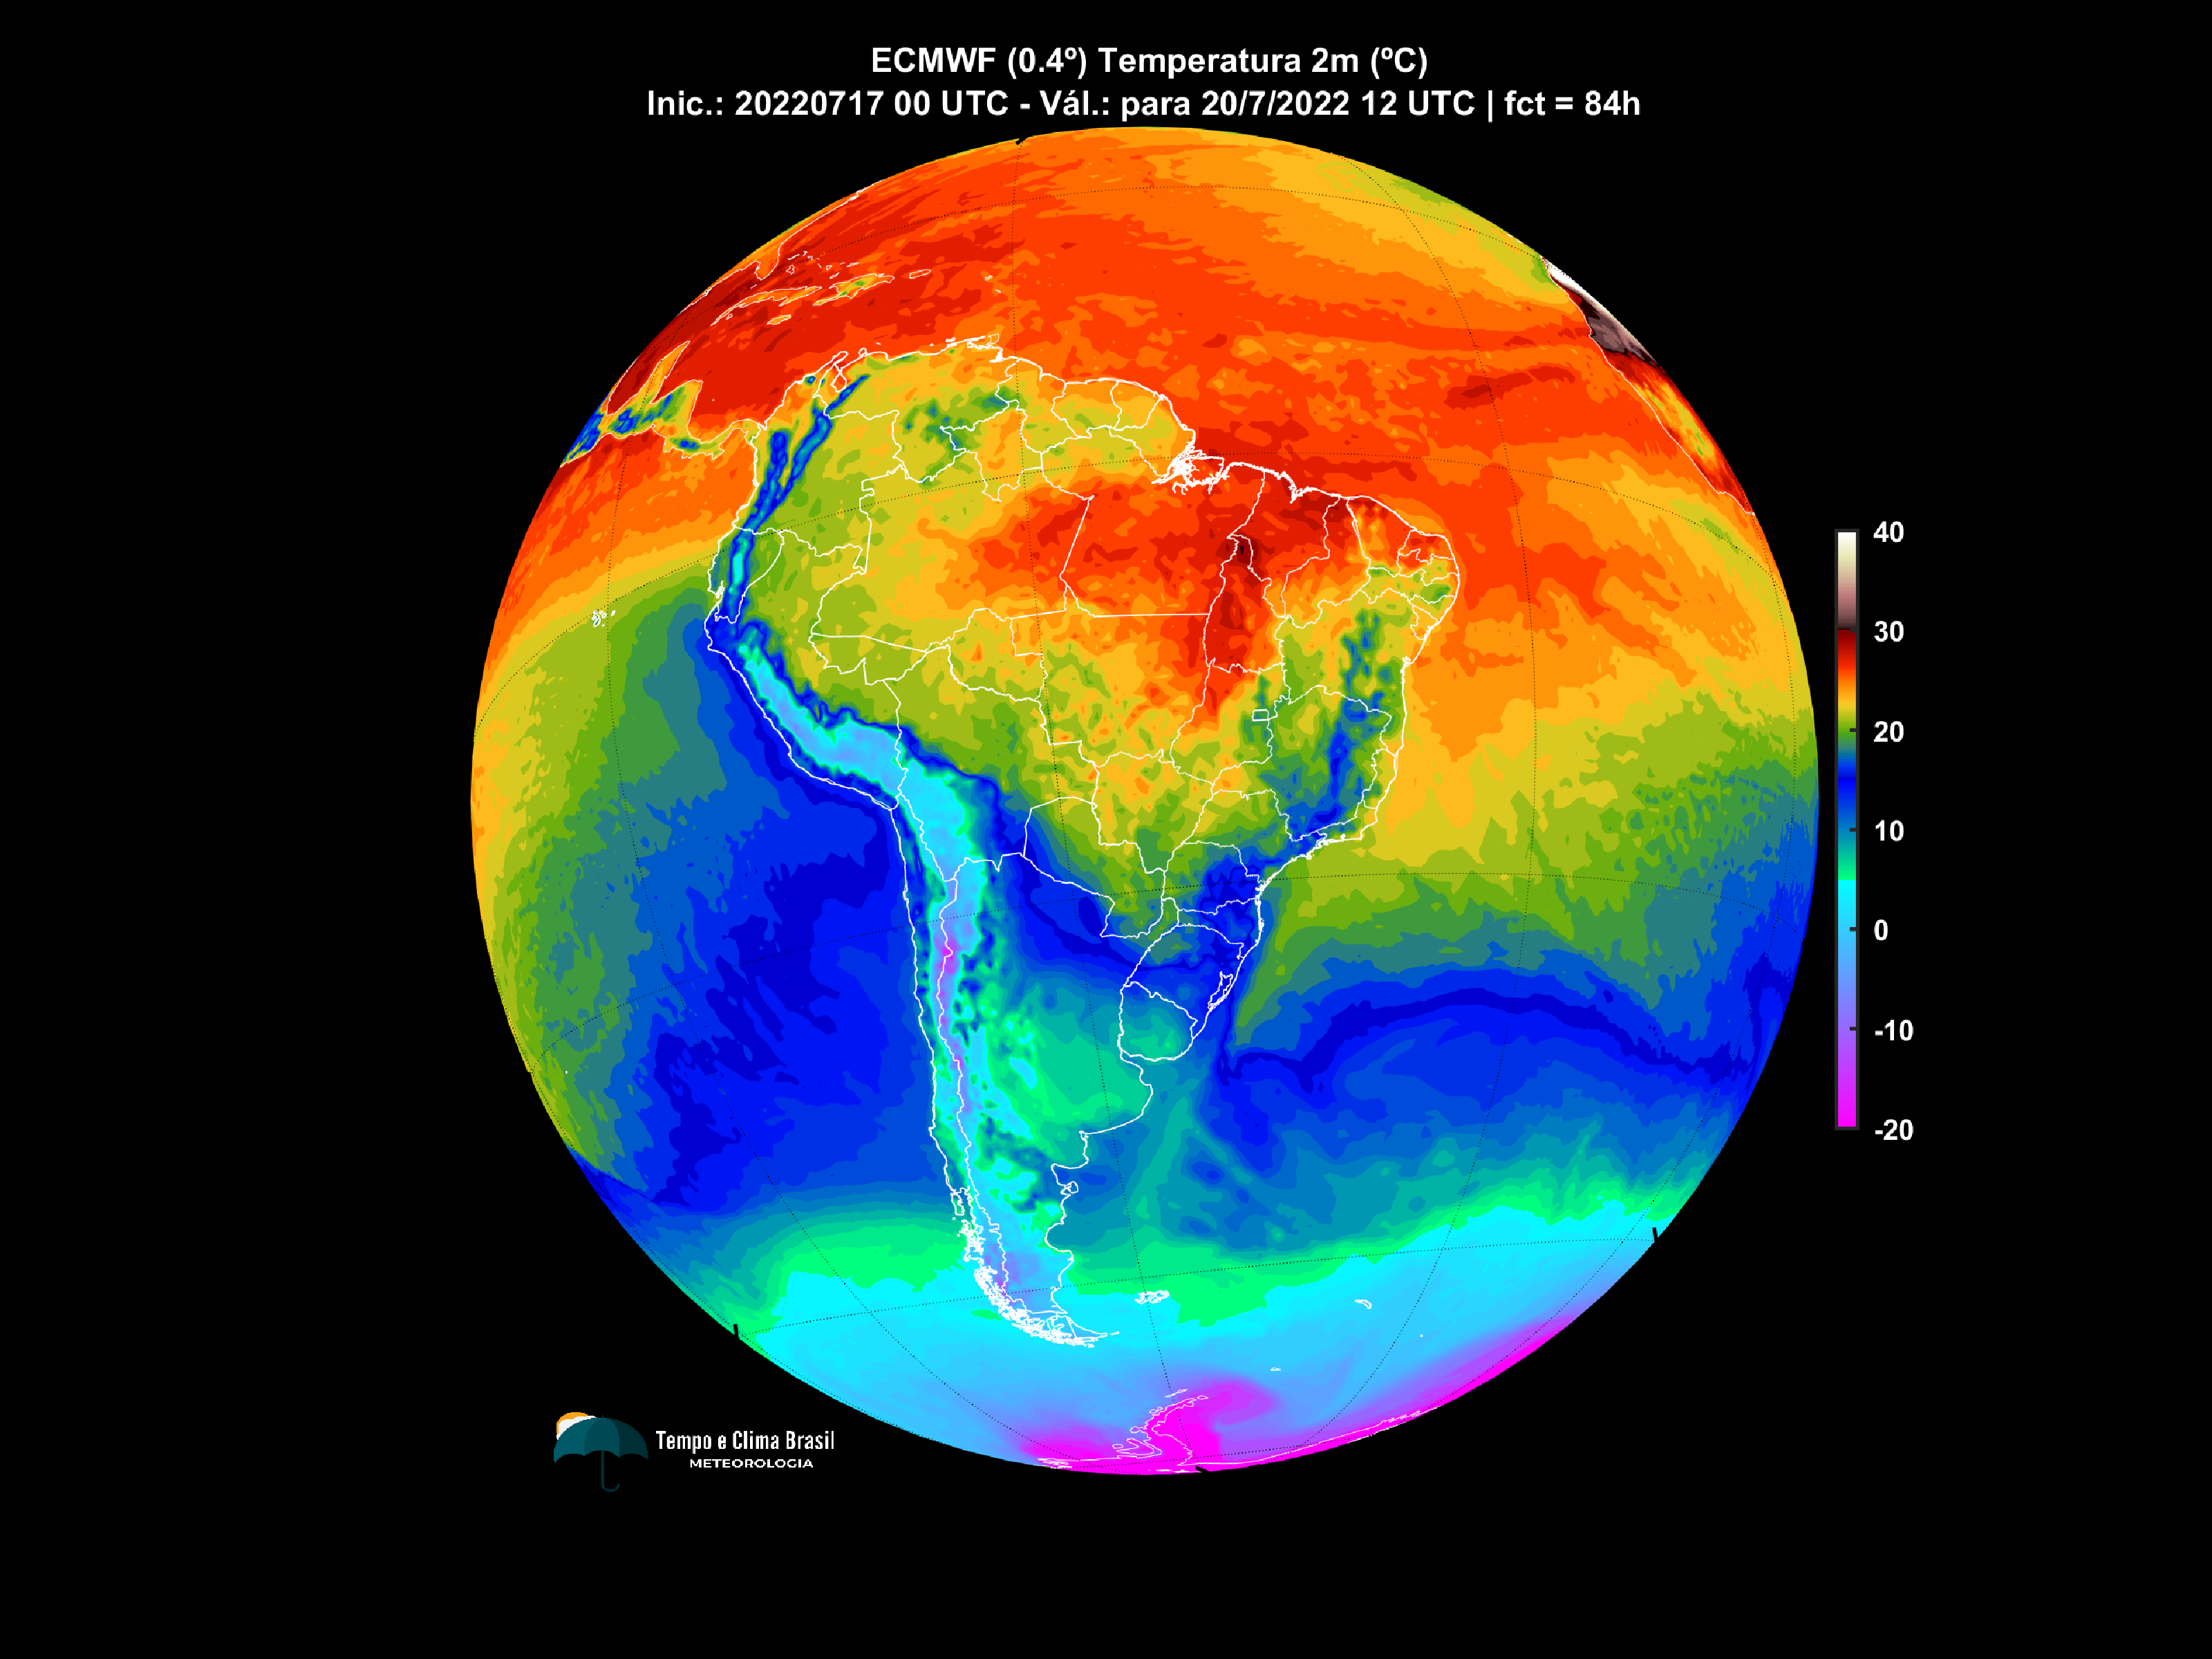 ECMWF (0.4º) Temperatura 2m (ºC)
Inic.: 20220717 00 UTC - Vál.: para 20/7/2022 12 UTC | fct = 84h
40
30
20
10
0
-10
-20
Tempo e Clima Brasil
METEOROLOGIA